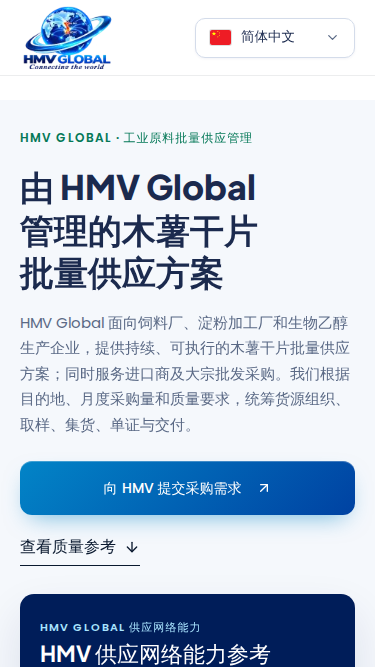 HMV GLOBAL
Connecting the world
简体中文
HMV GLOBAL · 工业原料批量供应管理
由 HMV Global
管理的木薯干片
批量供应方案
HMV Global 面向饲料厂、淀粉加工厂和生物乙醇
生产企业，提供持续、可执行的木薯干片批量供应
方案；同时服务进口商及大宗批发采购。我们根据
目的地、月度采购量和质量要求，统筹货源组织、
取样、集货、单证与交付。
向 HMV 提交采购需求
查看质量参考
HMV GLOBAL 供应网络能力
HMV 供应网络能力参考